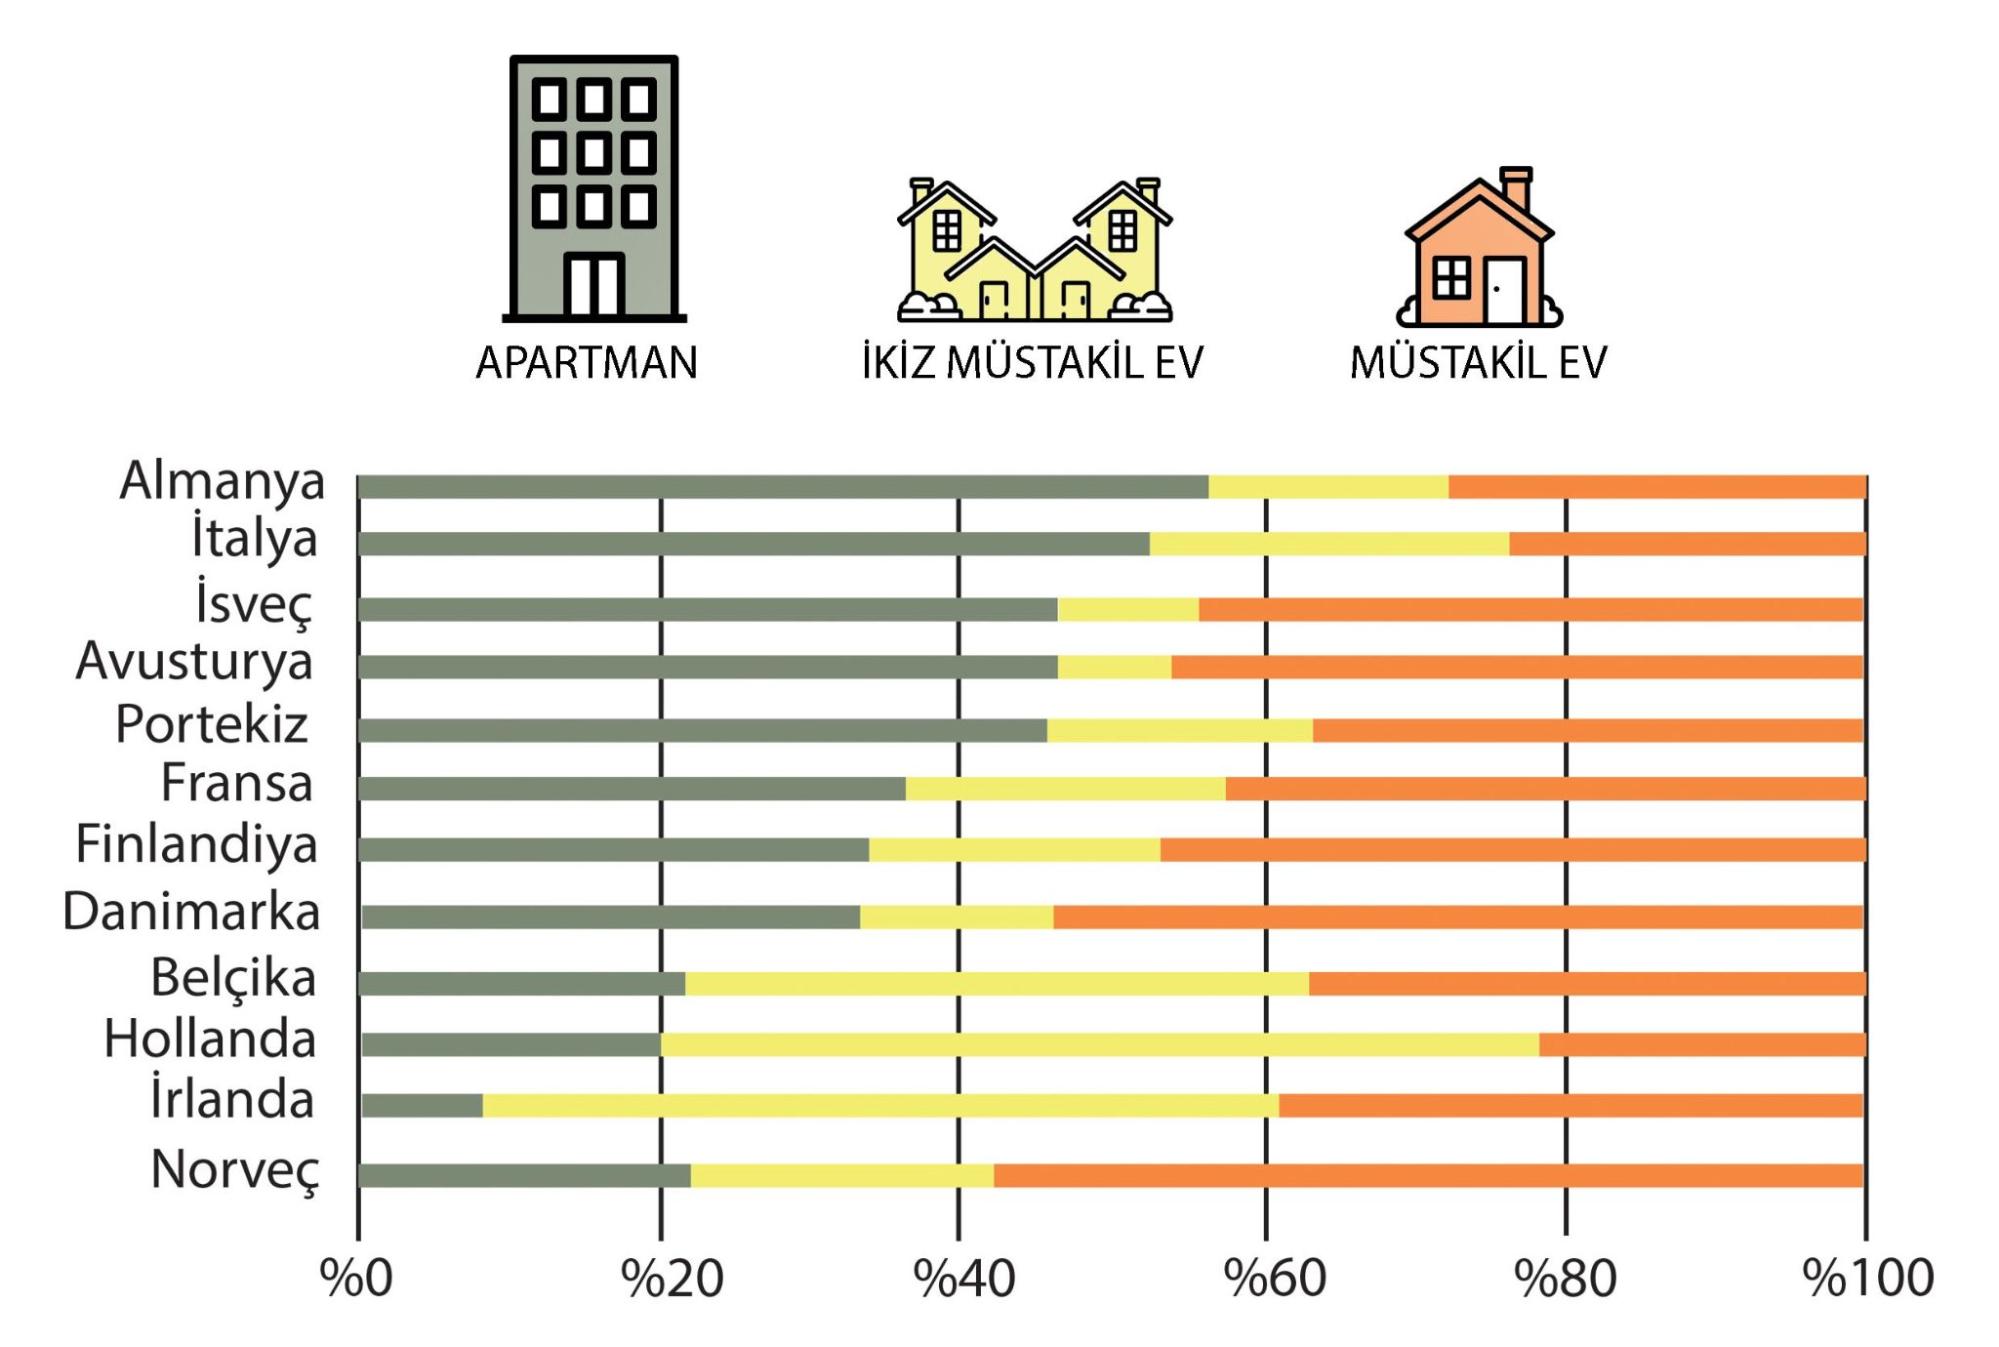 APARTMAN
İKİZ MÜSTAKİL EV
MÜSTAKİL EV
Almanya
İtalya
İsveç
Avusturya
Portekiz
Fransa
Finlandiya
Danimarka
Belçika
Hollanda
İrlanda
Norveç
%0 %20 %40 %60 %80 %100